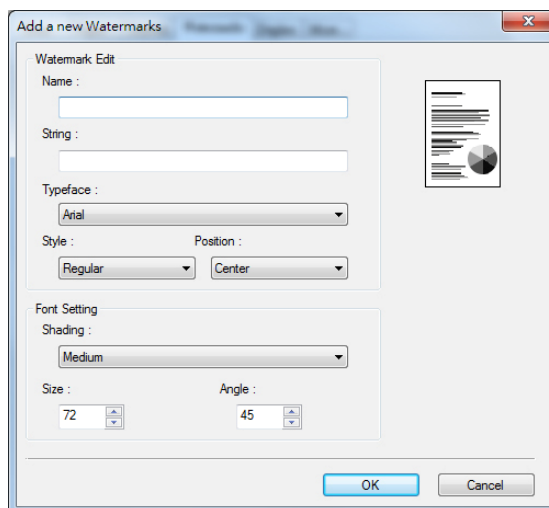 Add a new Watermarks
Watermark Edit
Name :
String :
Typeface :
Arial
Style : Position :
Regular Center
Font Setting
Shading :
Medium
Size : Angle :
72 45
OK Cancel